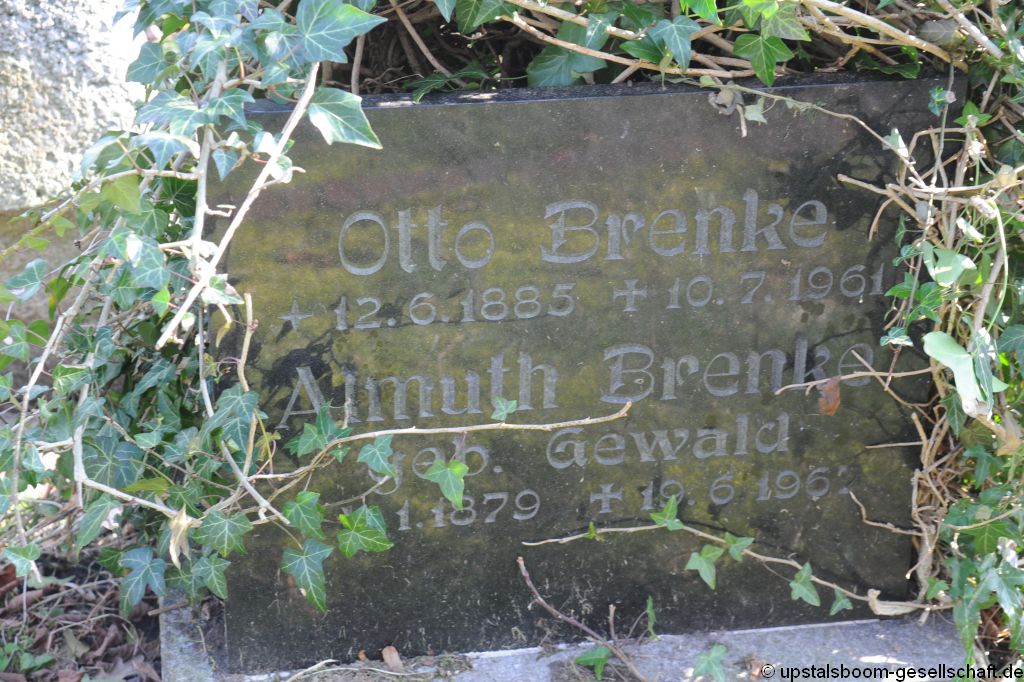 Otto Brenke
* 12.6.1885 ✝ 10.7.1961
Almuth Brenke
geb. Gewald
1.1879 ✝ 19.6.1962
© upstalsboom-gesellschaft.de